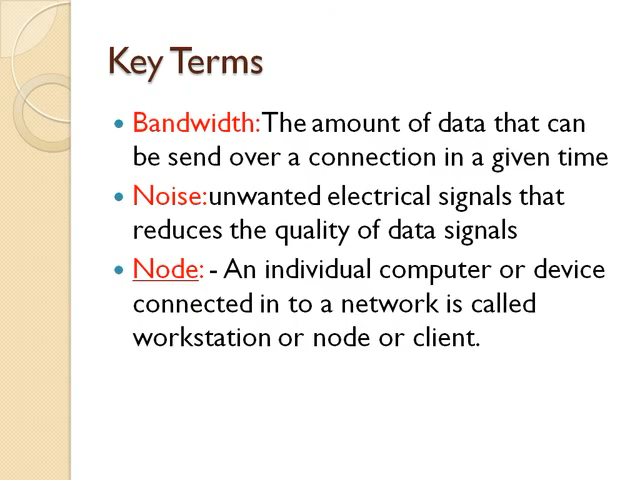 Key Terms
Bandwidth:The amount of data that can
be send over a connection in a given time
Noise:unwanted electrical signals that
reduces the quality of data signals
Node: - An individual computer or device
connected in to a network is called
workstation or node or client.